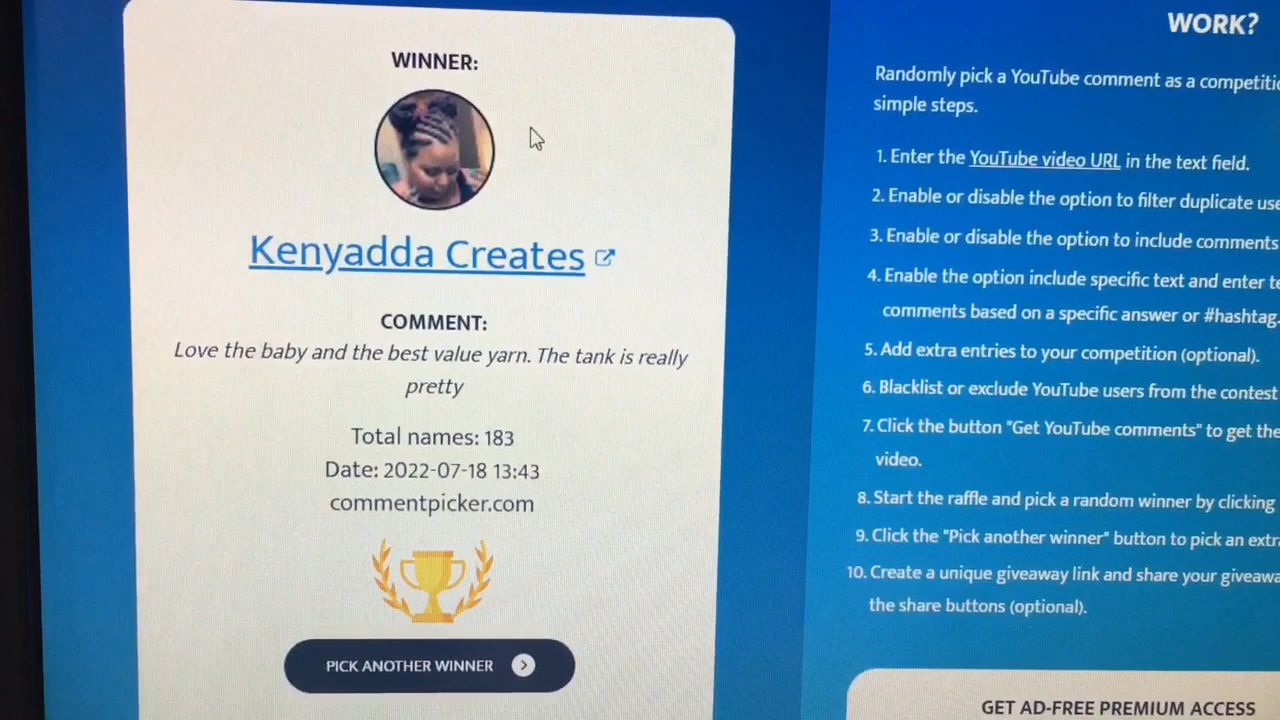 WINNER:
Kenyadda Creates
COMMENT:
Love the baby and the best value yarn. The tank is really
pretty
Total names: 183
Date: 2022-07-18 13:43
commentpicker.com
PICK ANOTHER WINNER
WORK?
Randomly pick a YouTube comment as a
simple steps.
1. Enter the YouTube video URL in the text field.
2. Enable or disable the option to filter duplicate
3. Enable or disable the option to include comments
4. Enable the option include specific text and enter
comments based on a specific answer or #hashtag.
5. Add extra entries to your competition (optional).
6. Blacklist or exclude YouTube users from the contest
7. Click the button "Get YouTube comments" to get the
video.
8. Start the raffle and pick a random winner by clicking
9. Click the "Pick another winner" button to pick an
10. Create a unique giveaway link and share your
the share buttons (optional).
GET AD-FREE PREMIUM ACCESS